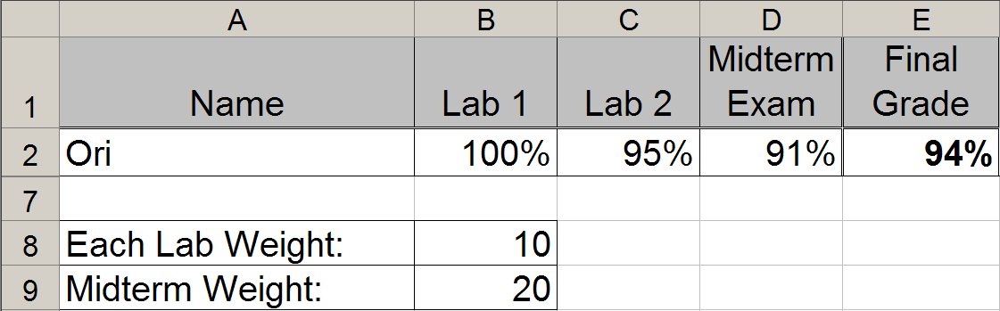 A B C D E
1 Name Lab 1 Lab 2 Midterm Exam Final Grade
2 Ori 100% 95% 91% 94%
7
8 Each Lab Weight: 10
9 Midterm Weight: 20